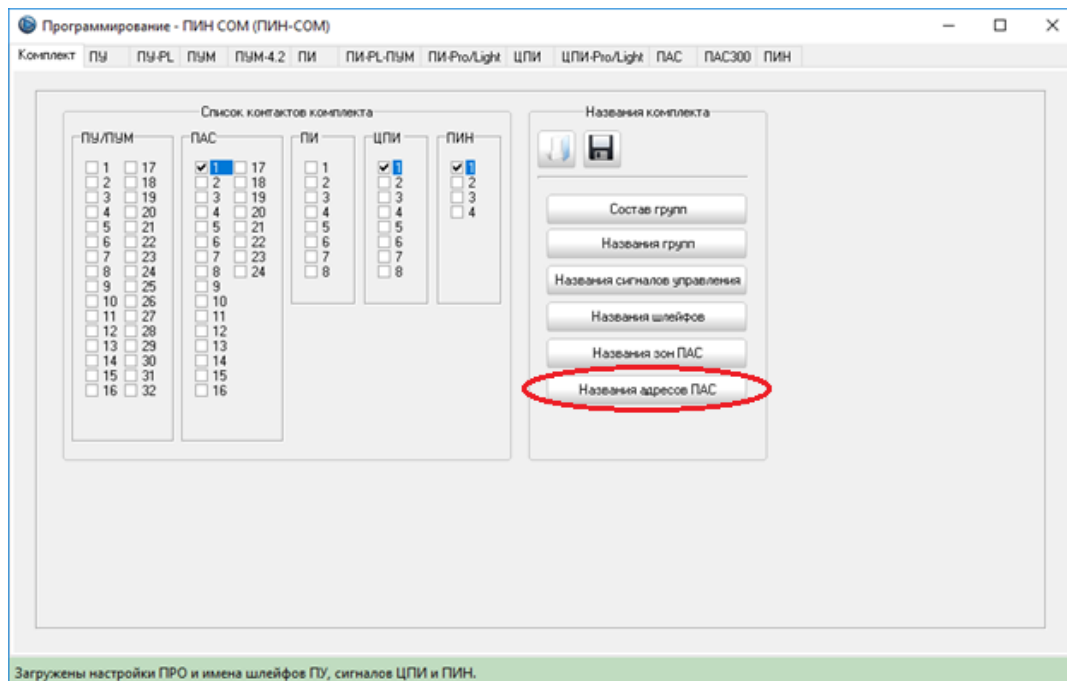 Программирование - ПИН COM (ПИН-COM)
Комплект ПУ ПУ-PL ПУМ ПУМ-4.2 ПИ ПИ-PL-ПУМ ПИ-Pro/Light ЦПИ ЦПИ-Pro/Light ПАС ПАС300 ПИН
Список контактов комплекта
Названия комплекта
ПУ/ПУМ ПАС ПИ ЦПИ ПИН
1 17 1 17 1 1 1
2 18 2 18 2 2 2
3 19 3 19 3 3 3
4 20 4 20 4 4 4
5 21 5 21 5 5
6 22 6 22 6 6
7 23 7 23 7 7
8 24 8 24 8 8
9 25 9
10 26 10
11 27 11
12 28 12
13 29 13
14 30 14
15 31 15
16 32 16
Состав групп
Названия групп
Названия сигналов управления
Названия шлейфов
Названия зон ПАС
Названия адресов ПАС
Загружены настройки ПРО и имена шлейфов ПУ, сигналов ЦПИ и ПИН.